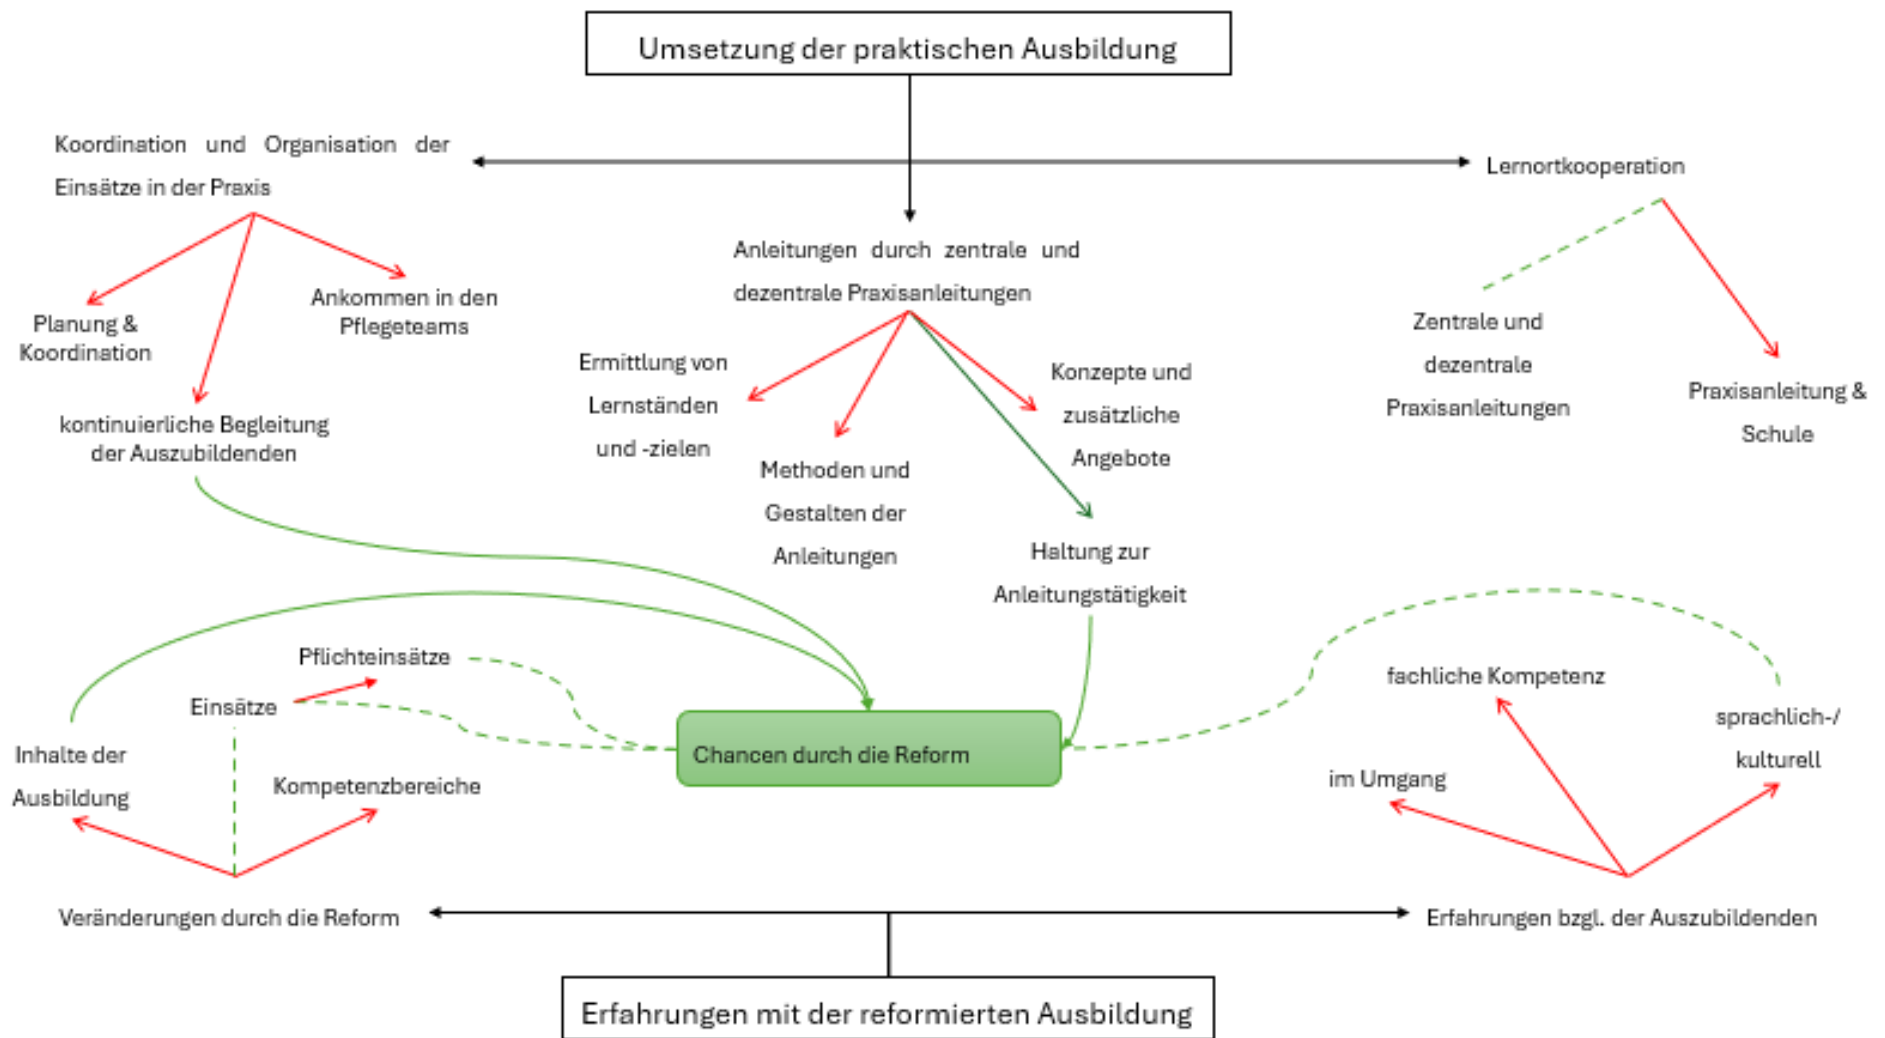 Umsetzung der praktischen Ausbildung
Koordination und Organisation der
Einsätze in der Praxis
Lernortkooperation
Anleitungen durch zentrale und
dezentrale Praxisanleitungen
Planung &
Koordination
Ankommen in den
Pflegeteams
kontinuierliche Begleitung
der Auszubildenden
Ermittlung von
Lernständen
und -zielen
Methoden und
Gestalten der
Anleitungen
Konzepte und
zusätzliche
Angebote
Haltung zur
Anleitungstätigkeit
Zentrale und
dezentrale
Praxisanleitungen
Praxisanleitung &
Schule
Pflichteinsätze
Einsätze
Inhalte der
Ausbildung
Kompetenzbereiche
Chancen durch die Reform
fachliche Kompetenz
im Umgang
sprachlich-/
kulturell
Veränderungen durch die Reform
Erfahrungen bzgl. der Auszubildenden
Erfahrungen mit der reformierten Ausbildung